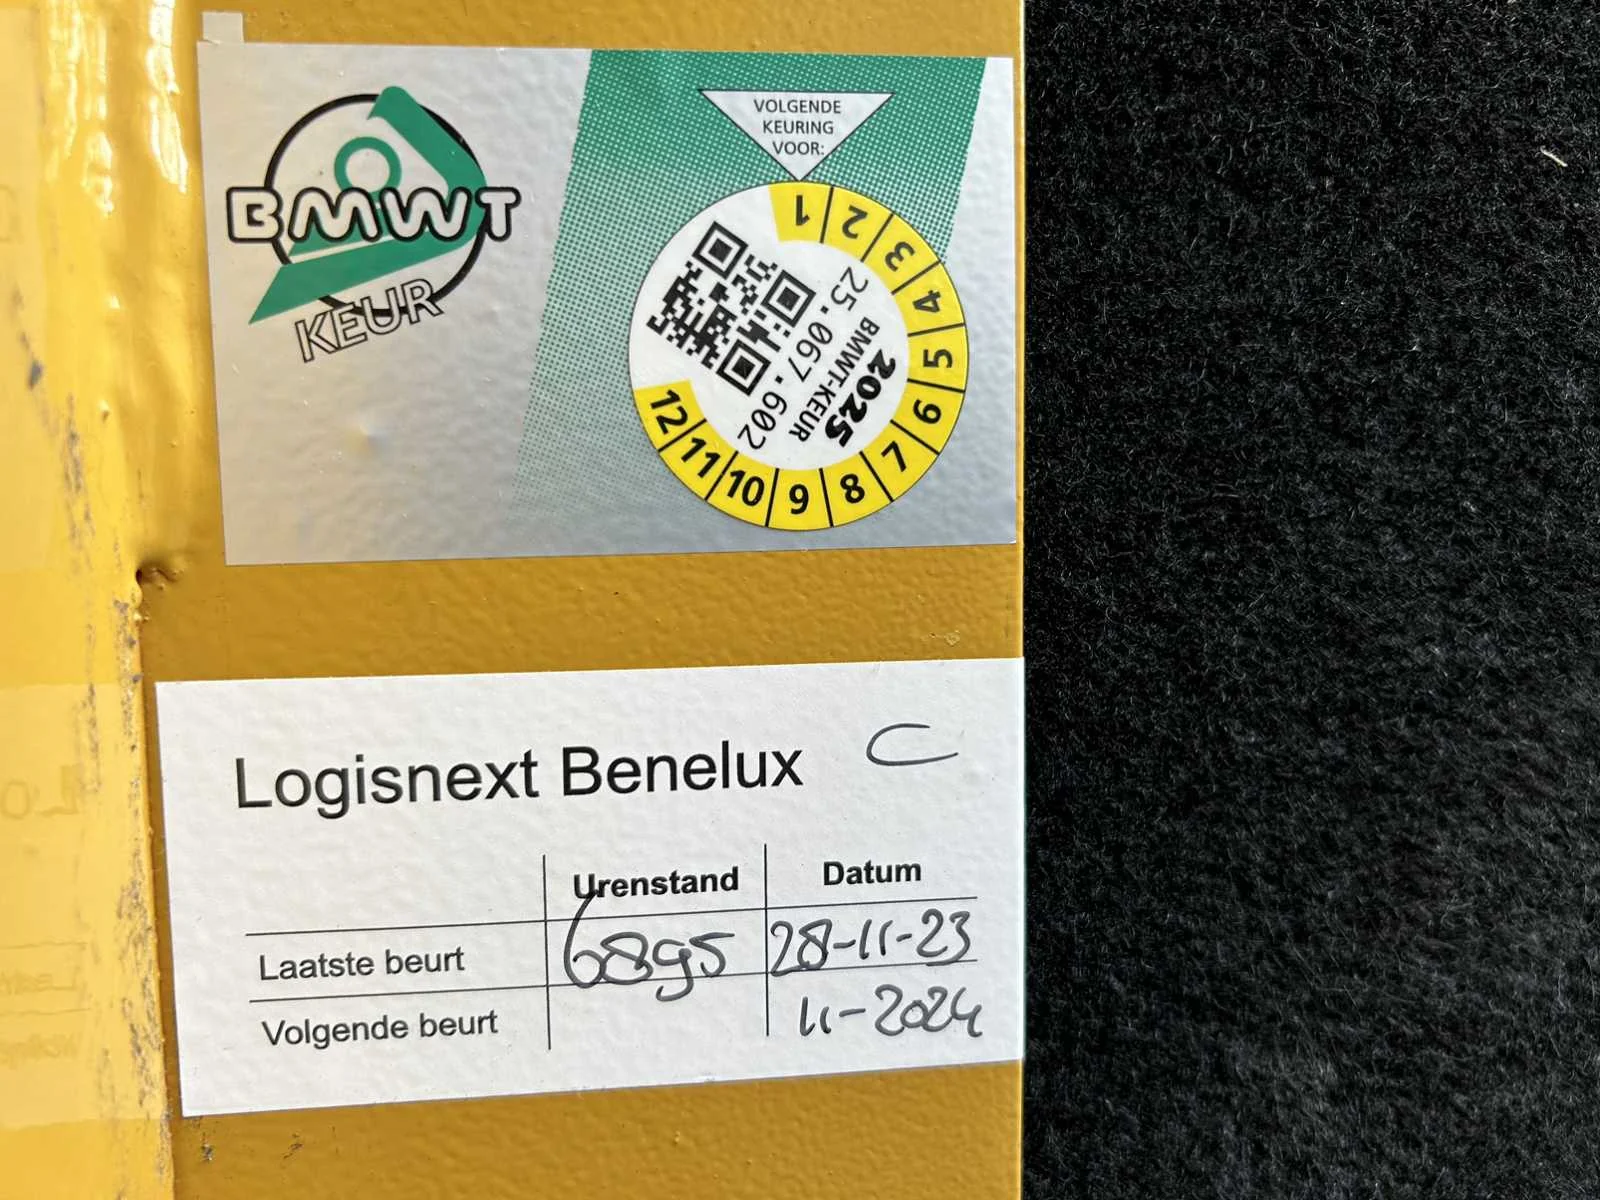 BMWT
KEUR
VOLGENDE
KEURING
VOOR:
1 2 3 4 5 6 7 8 9 10 11 12
25.067.602
BMWT-KEUR
2025
Logisnext Benelux C
Urenstand Datum
Laatste beurt 6895 28-11-23
Volgende beurt 11-2024